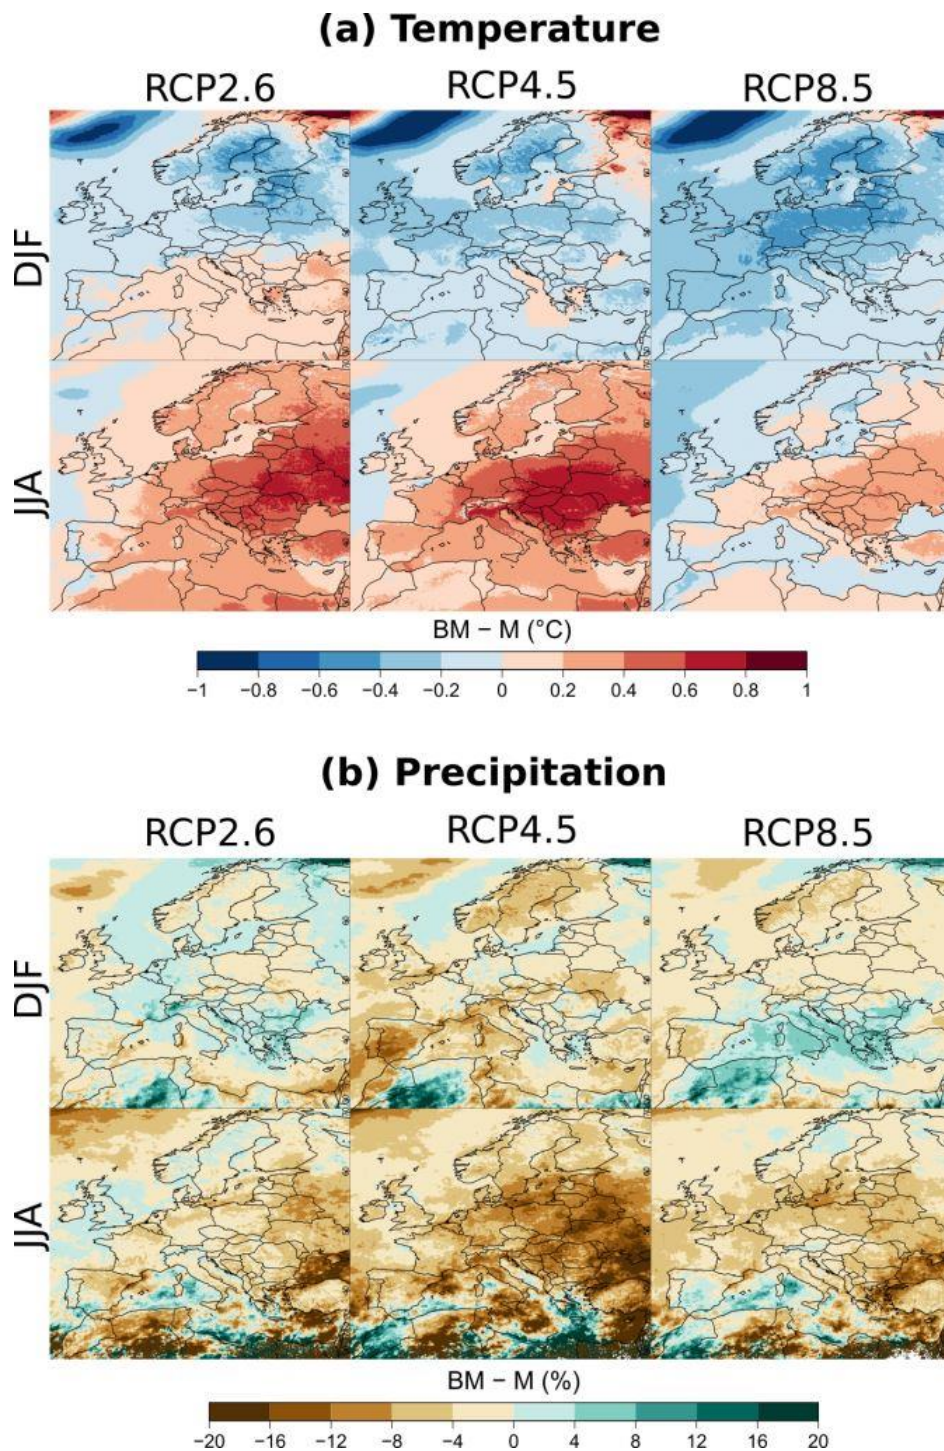 (a) Temperature
RCP2.6 RCP4.5 RCP8.5
DJF
JJA
BM − M (°C)
−1 −0.8 −0.6 −0.4 −0.2 0 0.2 0.4 0.6 0.8 1
(b) Precipitation
RCP2.6 RCP4.5 RCP8.5
DJF
JJA
BM − M (%)
−20 −16 −12 −8 −4 0 4 8 12 16 20